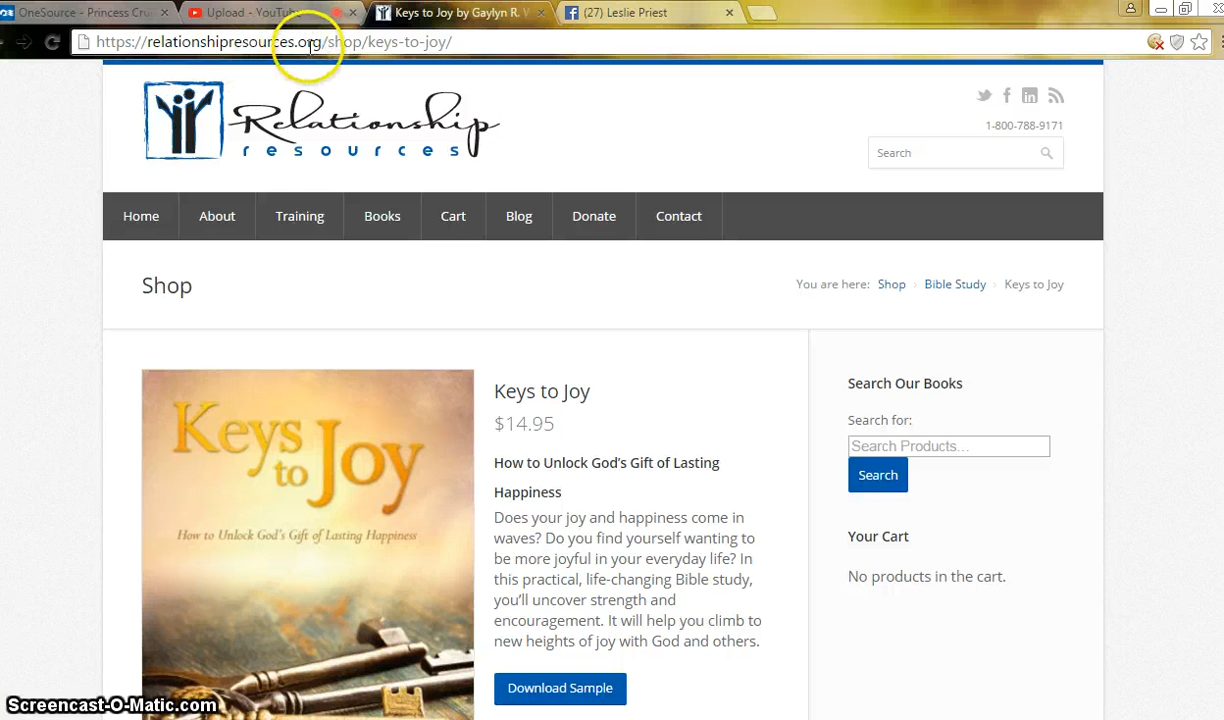 OneSource - Princess Cru
Upload - YouTube
Keys to Joy by Gaylyn R. W
(27) Leslie Priest
https://relationshipresources.org/shop/keys-to-joy/
Relationship
resources
1-800-788-9171
Search
Home About Training Books Cart Blog Donate Contact
Shop
You are here: Shop › Bible Study › Keys to Joy
Keys
to Joy
How to Unlock God's Gift of Lasting Happiness
Keys to Joy
$14.95
How to Unlock God's Gift of Lasting
Happiness
Does your joy and happiness come in
waves? Do you find yourself wanting to
be more joyful in your everyday life? In
this practical, life-changing Bible study,
you'll uncover strength and
encouragement. It will help you climb to
new heights of joy with God and others.
Download Sample
Search Our Books
Search for:
Search Products…
Search
Your Cart
No products in the cart.
Screencast-O-Matic.com